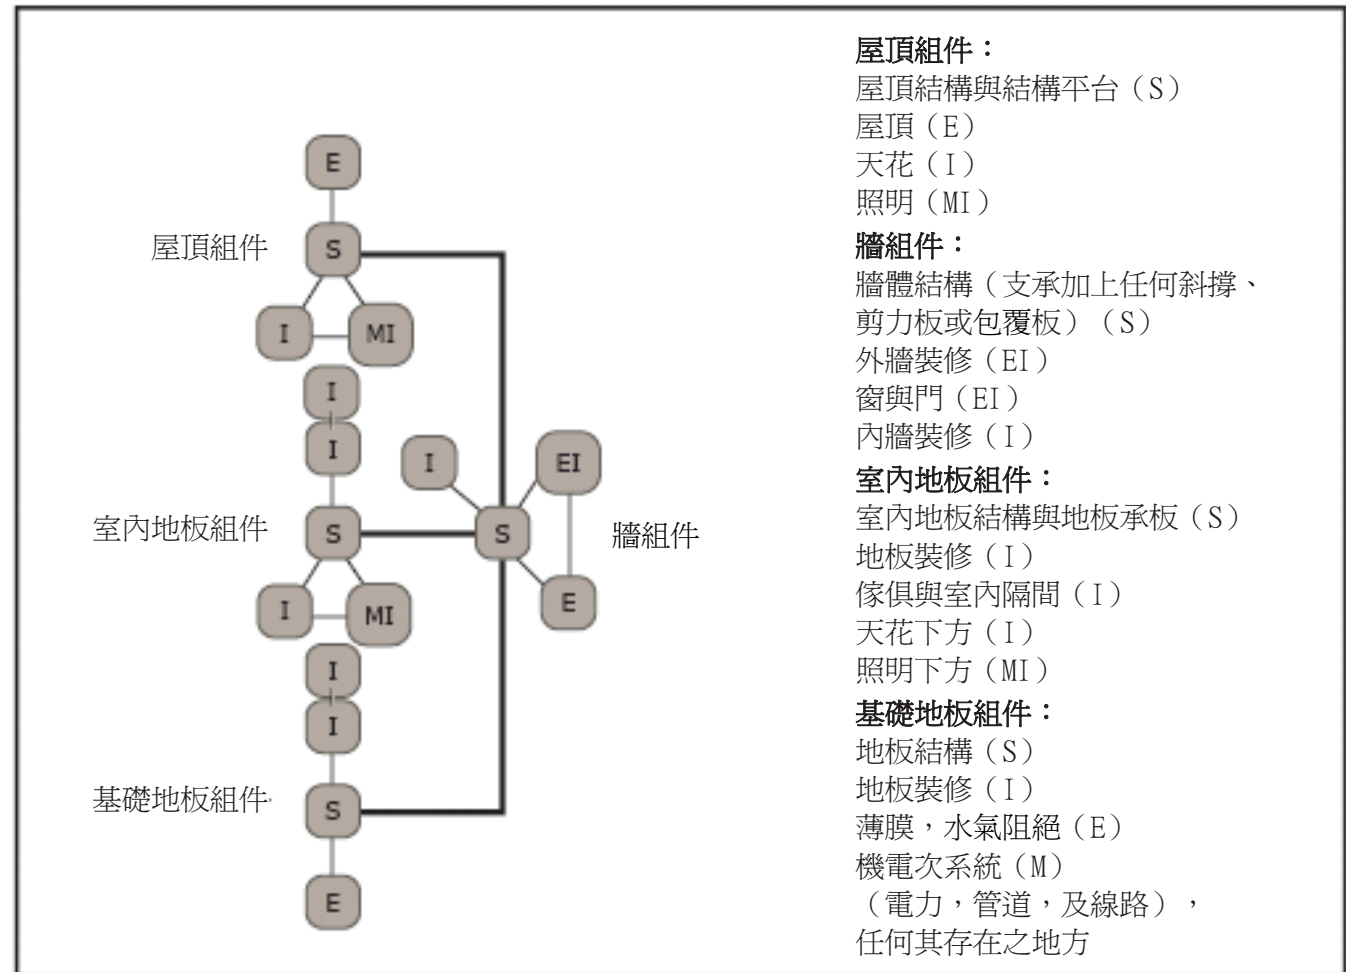 E
屋頂組件
S
I
MI
I
I
室內地板組件
S
I
EI
S
牆組件
E
I
MI
I
I
基礎地板組件
S
E
屋頂組件：
屋頂結構與結構平台（S）
屋頂（E）
天花（I）
照明（MI）
牆組件：
牆體結構（支承加上任何斜撐、
剪力板或包覆板）（S）
外牆裝修（EI）
窗與門（EI）
內牆裝修（I）
室內地板組件：
室內地板結構與地板承板（S）
地板裝修（I）
傢俱與室內隔間（I）
天花下方（I）
照明下方（MI）
基礎地板組件：
地板結構（S）
地板裝修（I）
薄膜，水氣阻絕（E）
機電次系統（M）
（電力，管道，及線路），
任何其存在之地方